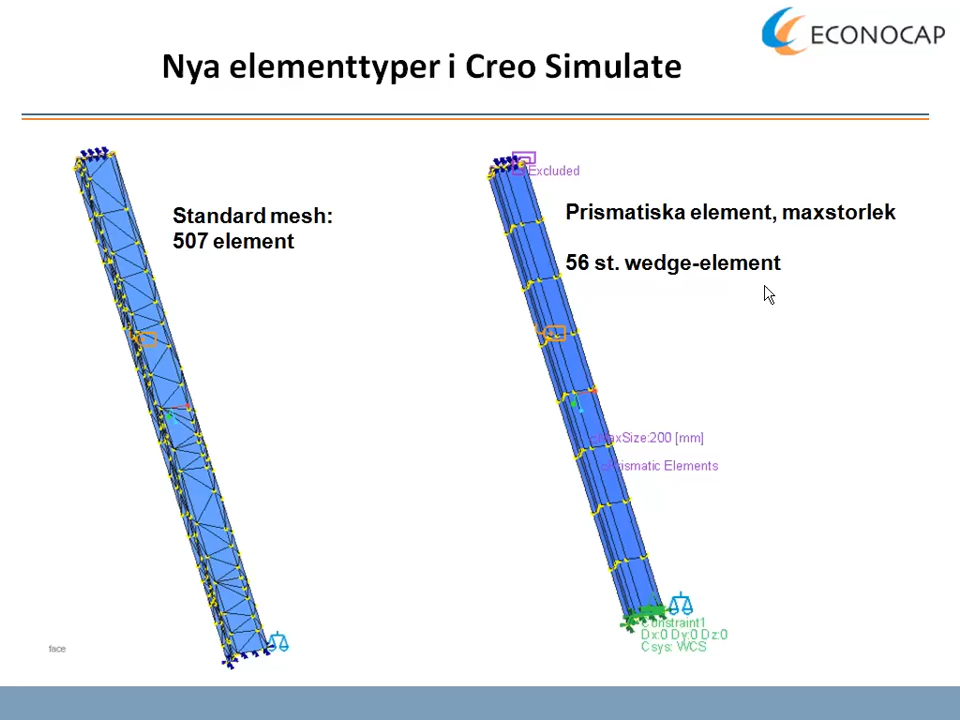 ECONOCAP
Nya elementtyper i Creo Simulate
Standard mesh:
507 element
Excluded
Prismatiska element, maxstorlek
56 st. wedge-element
MaxSize:200 [mm]
Prismatic Elements
Constraint1
Dx:0 Dy:0 Dz:0
Csys: WCS
face